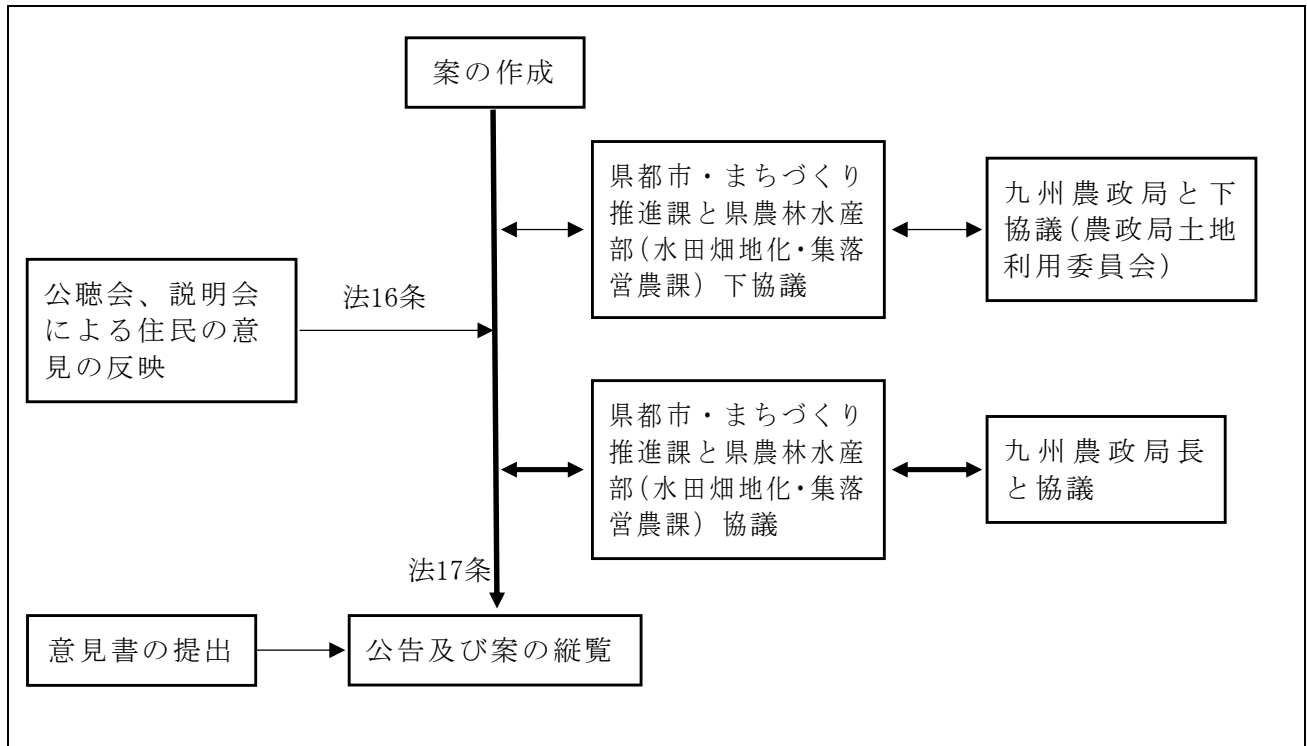 案の作成
県都市・まちづくり
推進課と県農林水産
部(水田畑地化・集落
営農課)下協議
九州農政局と下
協議(農政局土地
利用委員会)
公聴会、説明会
による住民の意
見の反映
法16条
県都市・まちづくり
推進課と県農林水産
部(水田畑地化・集落
営農課)協議
九州農政局長
と協議
法17条
意見書の提出
公告及び案の縦覧